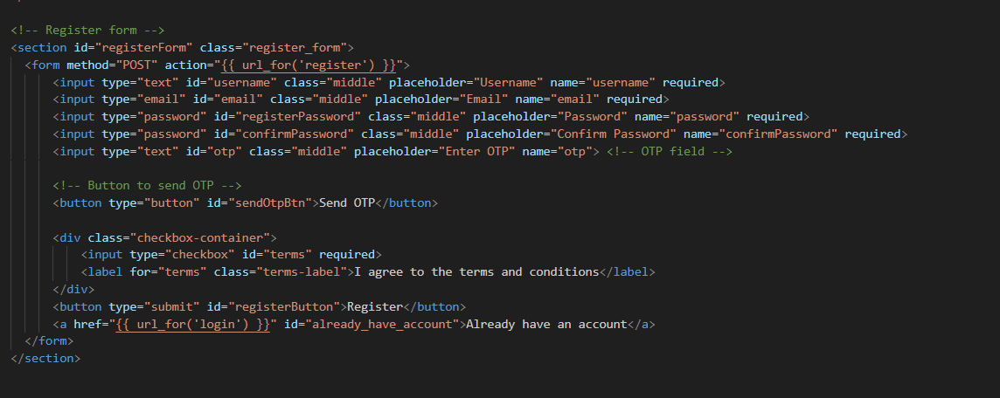 <!-- Register form -->
<section id="registerForm" class="register_form">
<form method="POST" action="{{ url_for('register') }}">
<input type="text" id="username" class="middle" placeholder="Username" name="username" required>
<input type="email" id="email" class="middle" placeholder="Email" name="email" required>
<input type="password" id="registerPassword" class="middle" placeholder="Password" name="password" required>
<input type="password" id="confirmPassword" class="middle" placeholder="Confirm Password" name="confirmPassword" required>
<input type="text" id="otp" class="middle" placeholder="Enter OTP" name="otp"> <!-- OTP field -->
<!-- Button to send OTP -->
<button type="button" id="sendOtpBtn">Send OTP</button>
<div class="checkbox-container">
<input type="checkbox" id="terms" required>
<label for="terms" class="terms-label">I agree to the terms and conditions</label>
</div>
<button type="submit" id="registerButton">Register</button>
<a href="{{ url_for('login') }}" id="already_have_account">Already have an account</a>
</form>
</section>